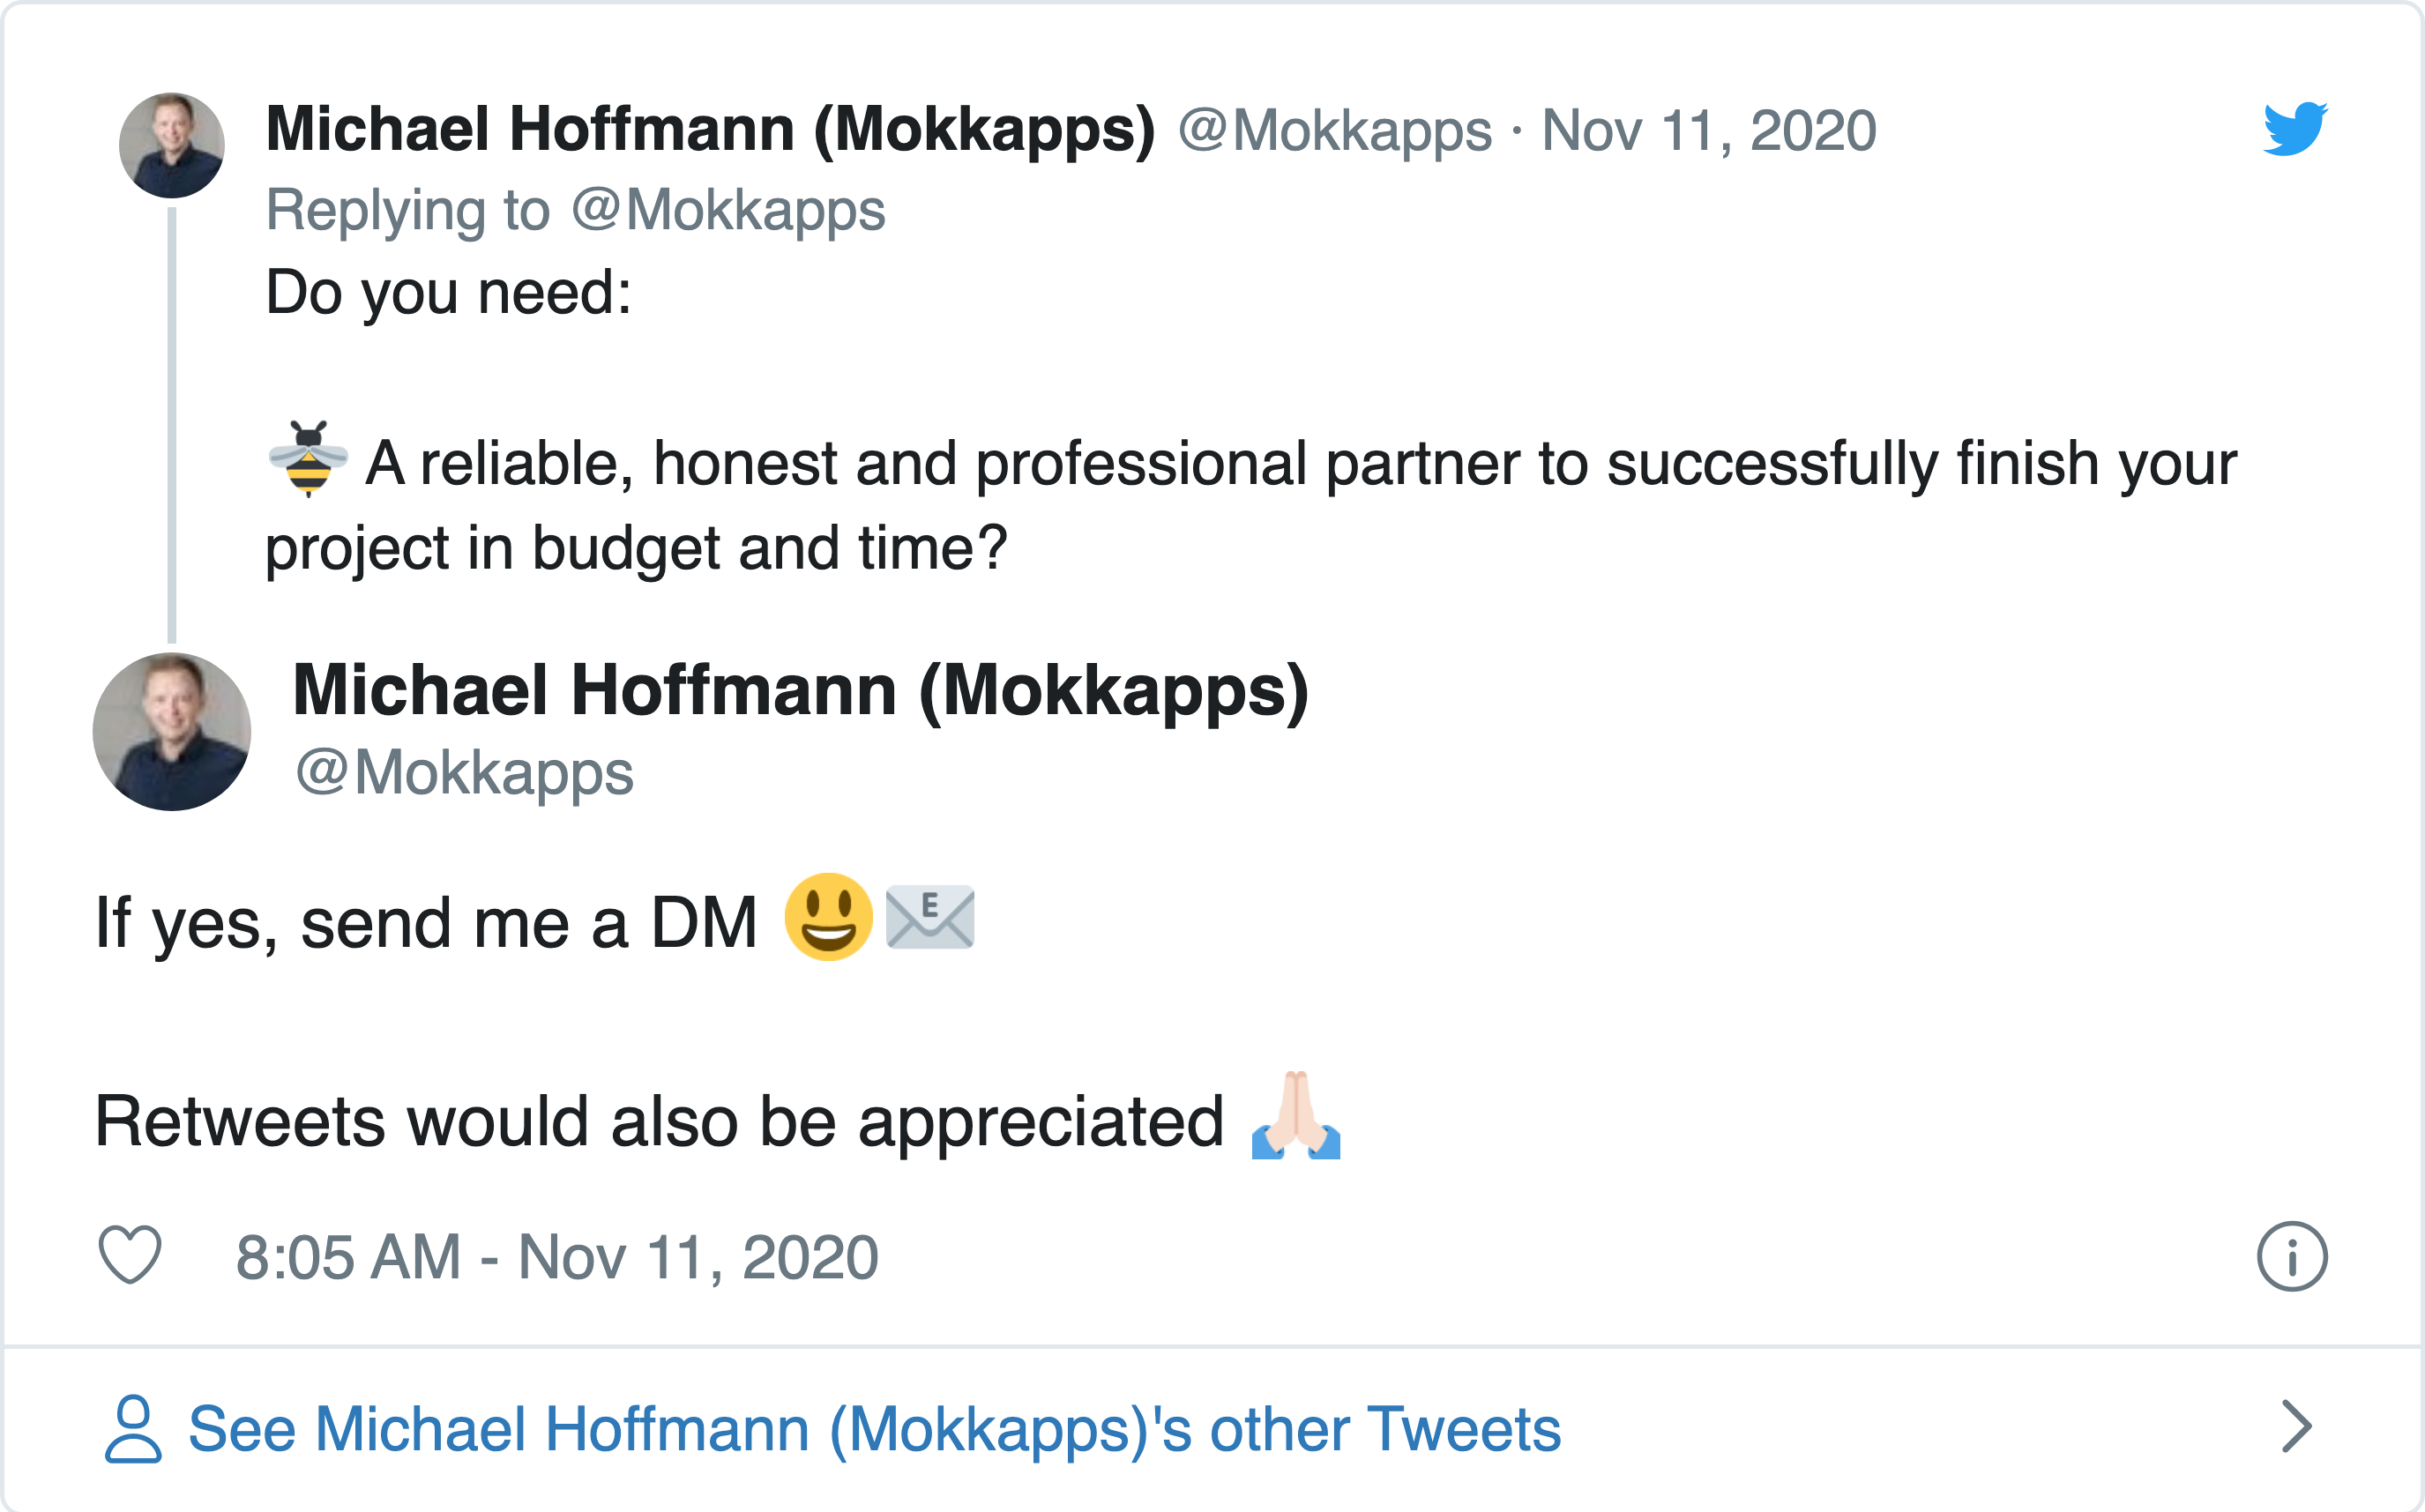 Michael Hoffmann (Mokkapps) @Mokkapps · Nov 11, 2020
Replying to @Mokkapps
Do you need:
🐝 A reliable, honest and professional partner to successfully finish your
project in budget and time?
Michael Hoffmann (Mokkapps)
@Mokkapps
If yes, send me a DM 😃📧
Retweets would also be appreciated 🙏🏻
8:05 AM - Nov 11, 2020
See Michael Hoffmann (Mokkapps)'s other Tweets